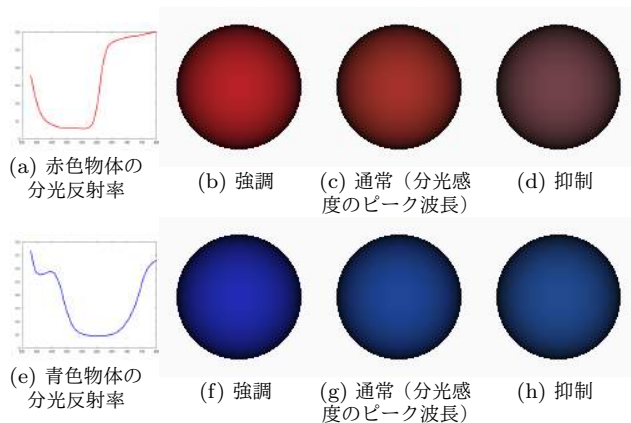 (a) 赤色物体の
分光反射率
(b) 強調
(c) 通常（分光感
度のピーク波長）
(d) 抑制
(e) 青色物体の
分光反射率
(f) 強調
(g) 通常（分光感
度のピーク波長）
(h) 抑制